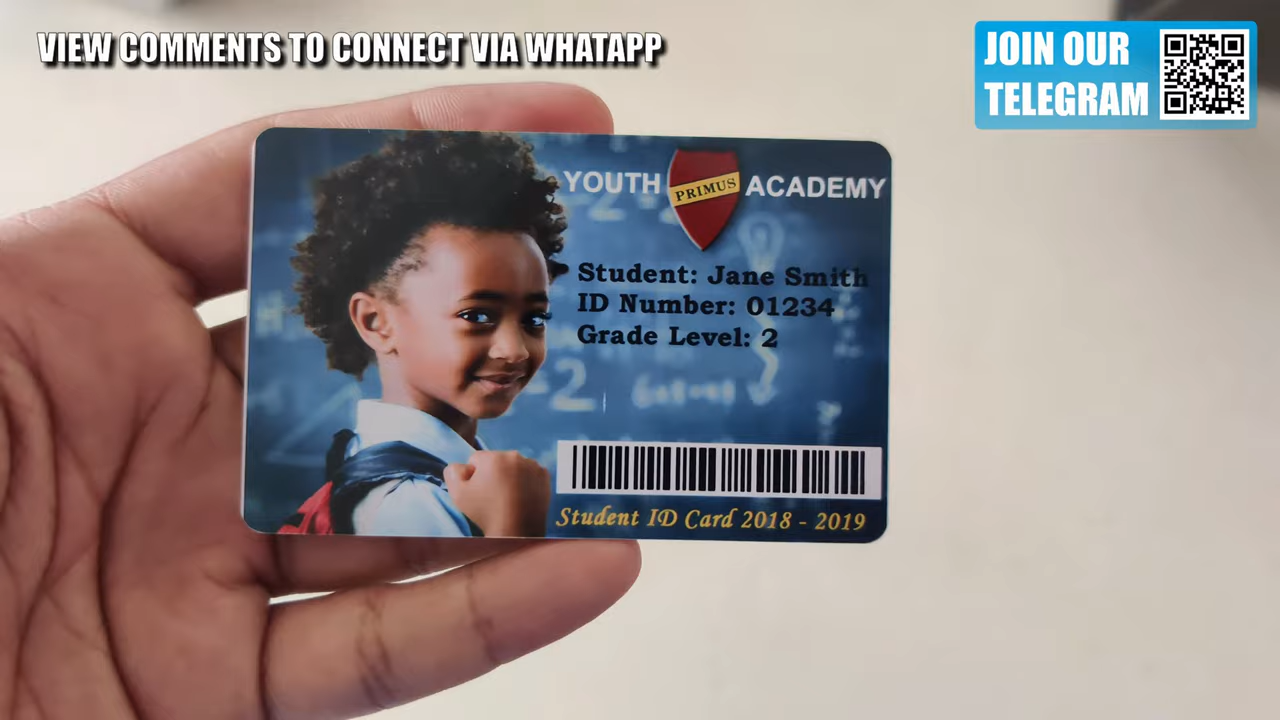 VIEW COMMENTS TO CONNECT VIA WHATAPP
JOIN OUR
TELEGRAM
YOUTH PRIMUS ACADEMY
Student: Jane Smith
ID Number: 01234
Grade Level: 2
Student ID Card 2018 - 2019